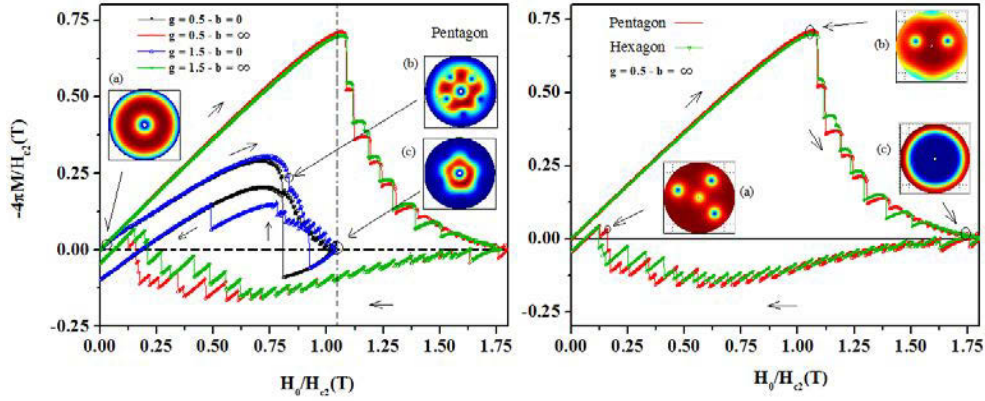 -4πM/H_c2(T)
0.75
0.50
0.25
0.00
-0.25
g = 0.5 - b = 0
g = 0.5 - b = ∞
g = 1.5 - b = 0
g = 1.5 - b = ∞
(a)
Pentagon
(b)
(c)
0.00 0.25 0.50 0.75 1.00 1.25 1.50 1.75
H_0/H_c2(T)
0.75
0.50
0.25
0.00
-0.25
Pentagon
Hexagon
g = 0.5 - b = ∞
(b)
(c)
(a)
0.00 0.25 0.50 0.75 1.00 1.25 1.50 1.75
H_0/H_c2(T)